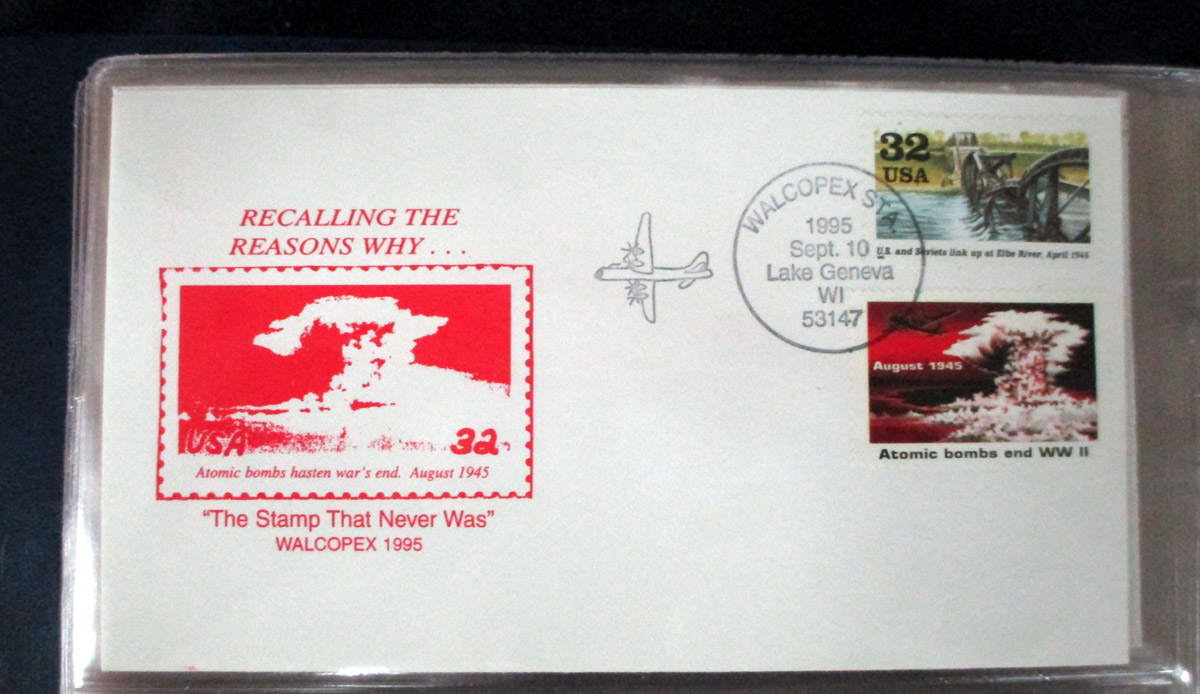 RECALLING THE
REASONS WHY . . .
USA 32
Atomic bombs hasten war's end. August 1945
"The Stamp That Never Was"
WALCOPEX 1995
WALCOPEX STA
1995
Sept. 10
Lake Geneva
WI
53147
32
USA
U.S. and Soviets link up at Elbe River, April 1945
August 1945
Atomic bombs end WW II